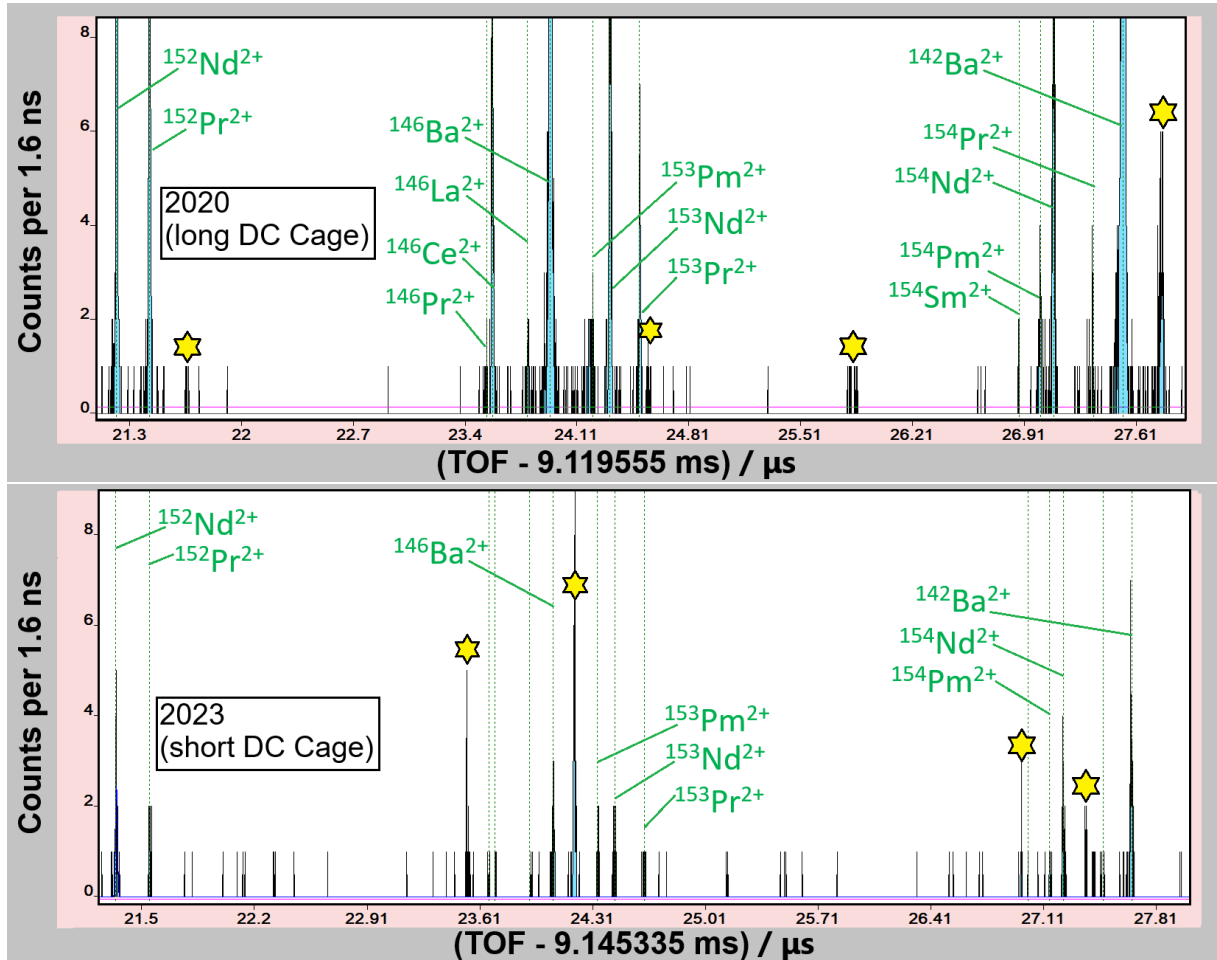 Counts per 1.6 ns
8
6
4
2
0
¹⁵²Nd²⁺
¹⁵²Pr²⁺
2020
(long DC Cage)
¹⁴⁶Ba²⁺
¹⁴⁶La²⁺
¹⁴⁶Ce²⁺
¹⁴⁶Pr²⁺
¹⁵³Pm²⁺
¹⁵³Nd²⁺
¹⁵³Pr²⁺
¹⁴²Ba²⁺
¹⁵⁴Pr²⁺
¹⁵⁴Nd²⁺
¹⁵⁴Pm²⁺
¹⁵⁴Sm²⁺
21.3 22 22.7 23.4 24.11 24.81 25.51 26.21 26.91 27.61
(TOF - 9.119555 ms) / μs
Counts per 1.6 ns
8
6
4
2
0
¹⁵²Nd²⁺
¹⁵²Pr²⁺
2023
(short DC Cage)
¹⁴⁶Ba²⁺
¹⁵³Pm²⁺
¹⁵³Nd²⁺
¹⁵³Pr²⁺
¹⁴²Ba²⁺
¹⁵⁴Nd²⁺
¹⁵⁴Pm²⁺
21.5 22.2 22.91 23.61 24.31 25.01 25.71 26.41 27.11 27.81
(TOF - 9.145335 ms) / μs